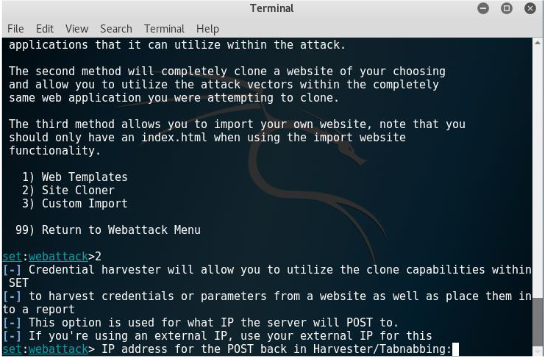 Terminal
File Edit View Search Terminal Help
applications that it can utilize within the attack.
The second method will completely clone a website of your choosing
and allow you to utilize the attack vectors within the completely
same web application you were attempting to clone.
The third method allows you to import your own website, note that you
should only have an index.html when using the import website
functionality.
1) Web Templates
2) Site Cloner
3) Custom Import
99) Return to Webattack Menu
set:webattack>2
[-] Credential harvester will allow you to utilize the clone capabilities within
SET
[-] to harvest credentials or parameters from a website as well as place them in
to a report
[-] This option is used for what IP the server will POST to.
[-] If you're using an external IP, use your external IP for this
set:webattack> IP address for the POST back in Harvester/Tabnabbing: